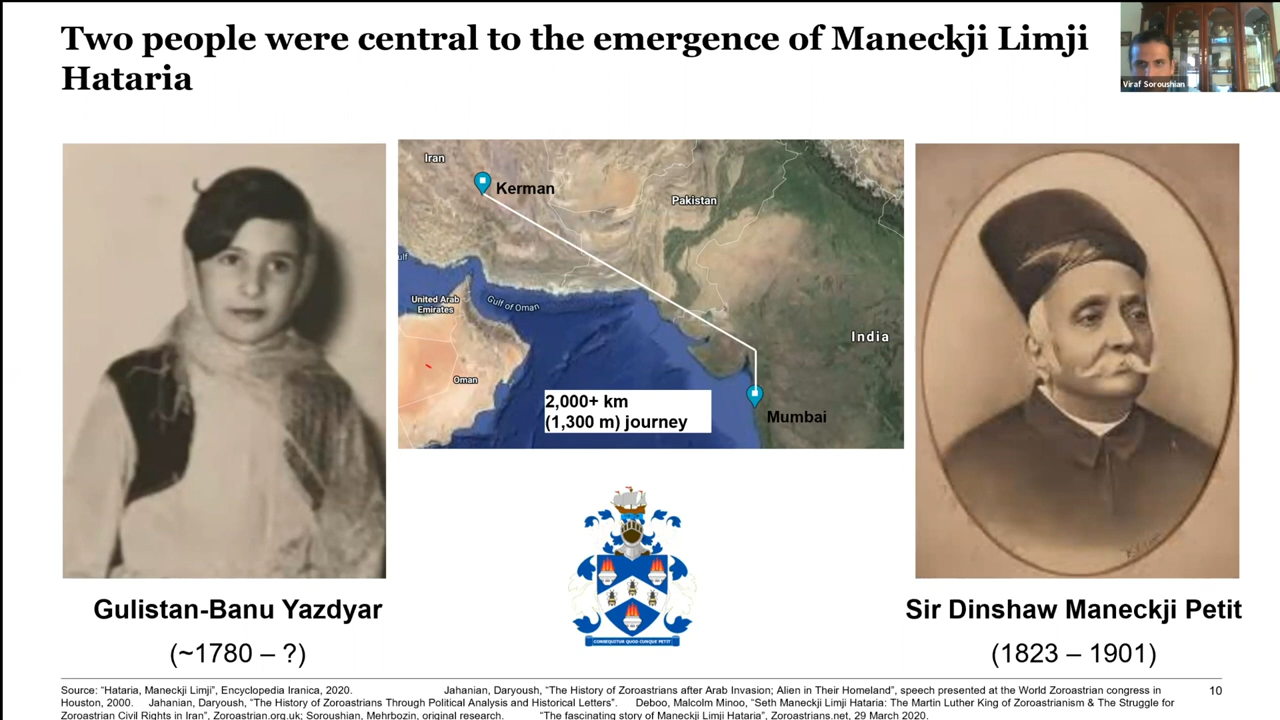 Two people were central to the emergence of Maneckji Limji
Hataria
Viraf Soroushian
Iran
Kerman
Pakistan
United Arab
Emirates
Gulf of Oman
Oman
India
2,000+ km
(1,300 m) journey
Mumbai
CONSEQUITUR QUOD CUNQUE PETIT
Gulistan-Banu Yazdyar
(~1780 – ?)
Sir Dinshaw Maneckji Petit
(1823 – 1901)
Source: “Hataria, Maneckji Limji”, Encyclopedia Iranica, 2020. Jahanian, Daryoush, “The History of Zoroastrians after Arab Invasion; Alien in Their Homeland”, speech presented at the World Zoroastrian congress in
Houston, 2000. Jahanian, Daryoush, “The History of Zoroastrians Through Political Analysis and Historical Letters”. Deboo, Malcolm Minoo, “Seth Maneckji Limji Hataria: The Martin Luther King of Zoroastrianism & The Struggle for
Zoroastrian Civil Rights in Iran”, Zoroastrian.org.uk; Soroushian, Mehrbozin, original research. “The fascinating story of Maneckji Limji Hataria”, Zoroastrians.net, 29 March 2020.
10